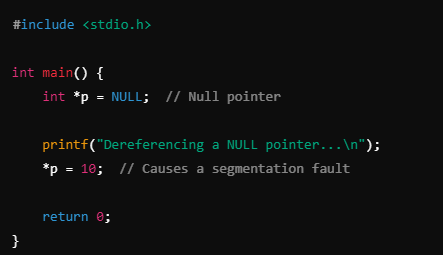 #include <stdio.h>
int main() {
int *p = NULL;  // Null pointer
printf("Dereferencing a NULL pointer...\n");
*p = 10;  // Causes a segmentation fault
return 0;
}